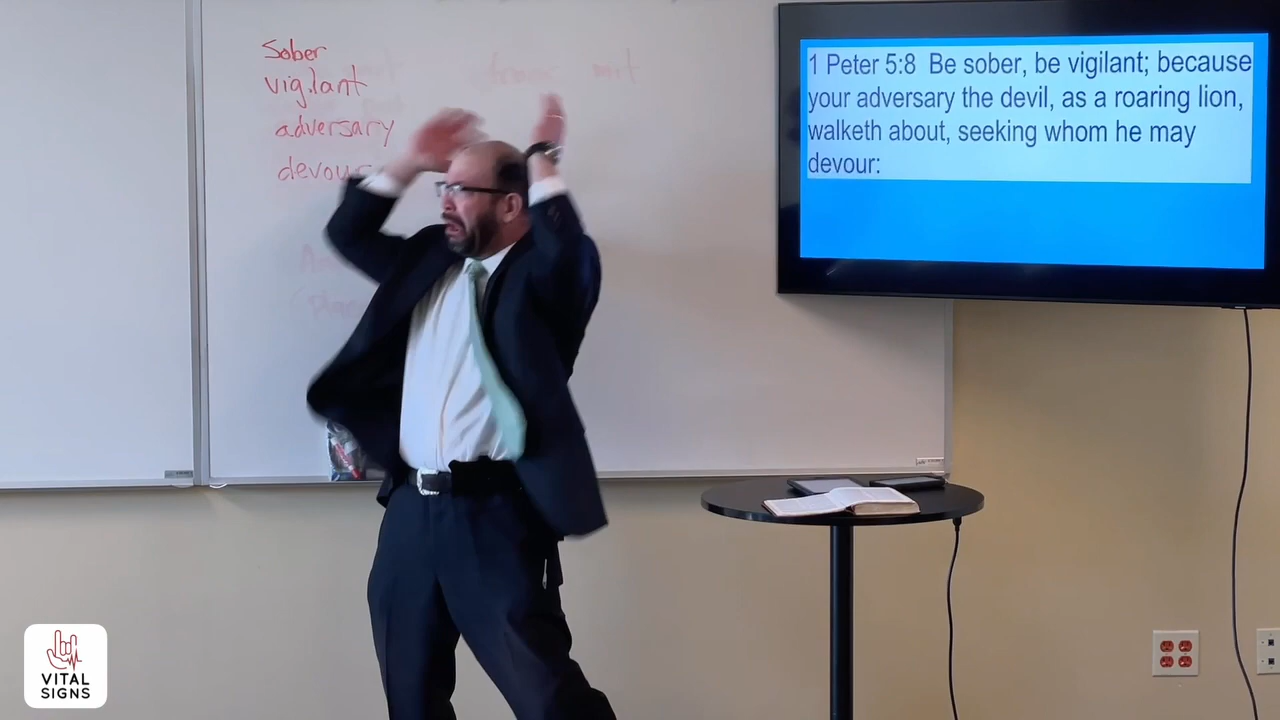 Sober
vigilant
adversary
devour
1 Peter 5:8 Be sober, be vigilant; because
your adversary the devil, as a roaring lion,
walketh about, seeking whom he may
devour:
VITAL
SIGNS